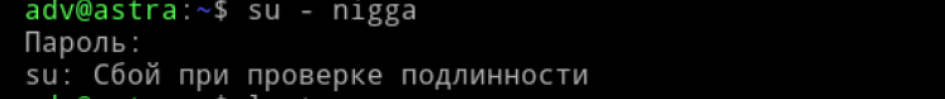 adv@astra:~$ su - nigga
Пароль:
su: Сбой при проверке подлинности